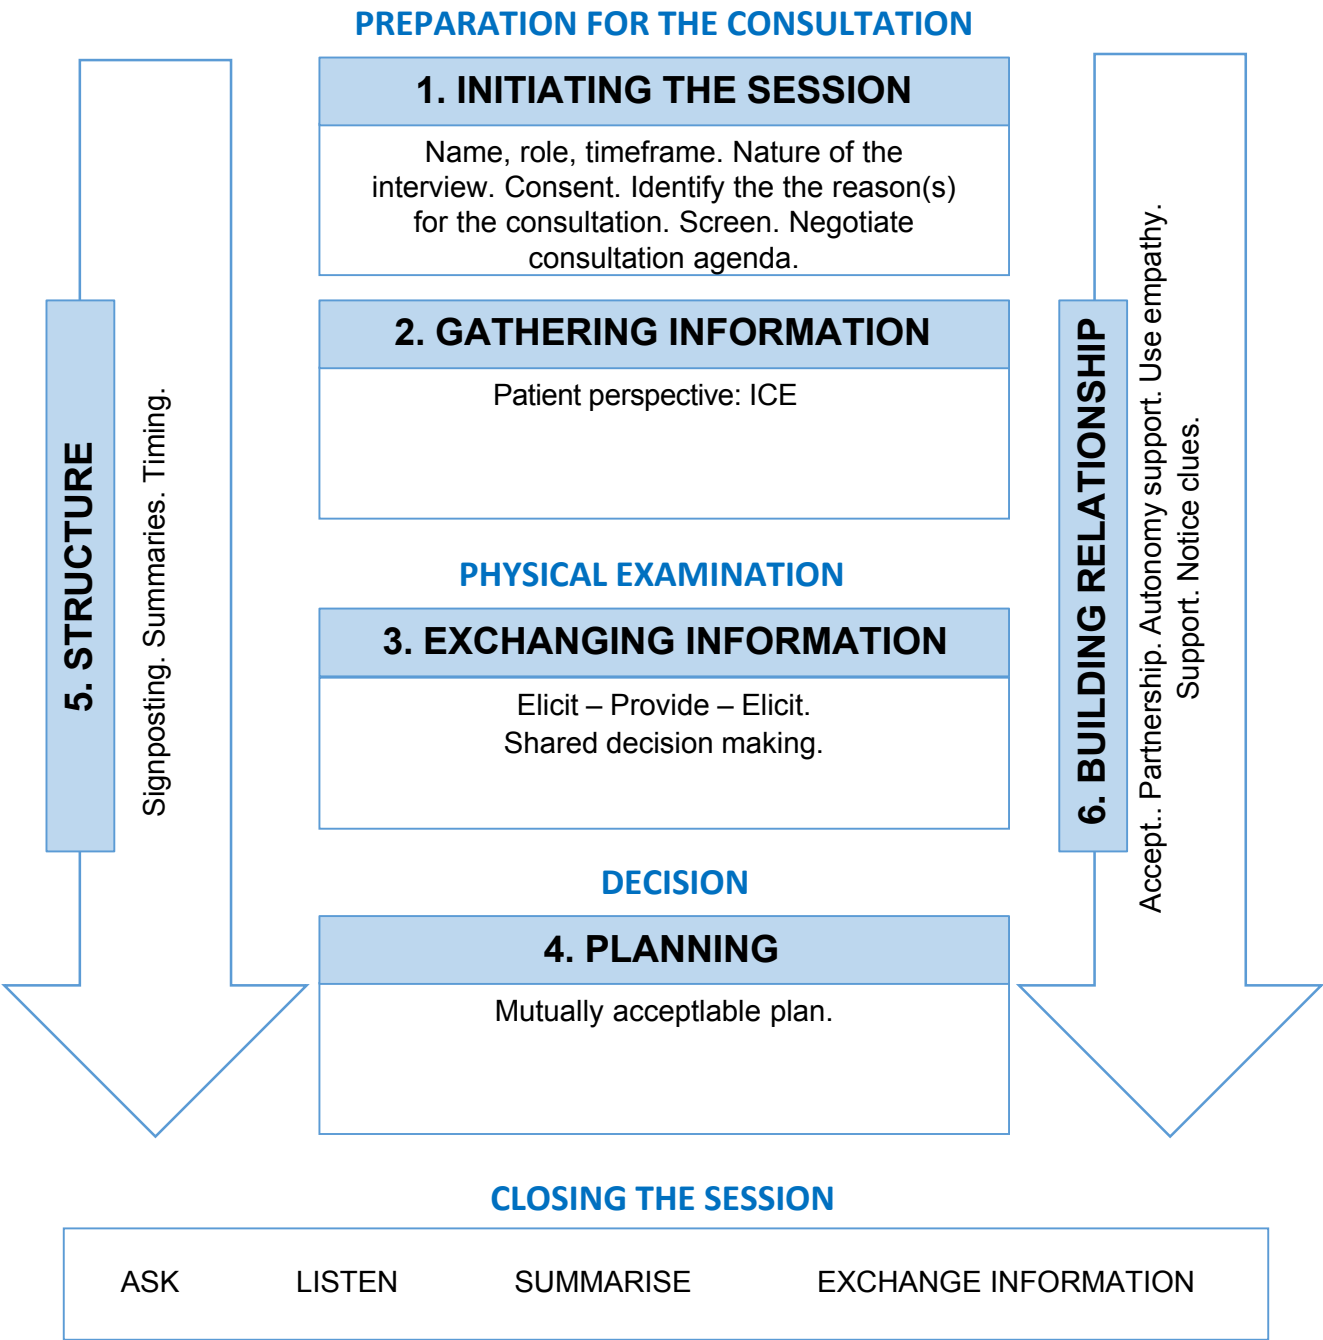 PREPARATION FOR THE CONSULTATION
1. INITIATING THE SESSION
Name, role, timeframe. Nature of the
interview. Consent. Identify the the reason(s)
for the consultation. Screen. Negotiate
consultation agenda.
2. GATHERING INFORMATION
Patient perspective: ICE
PHYSICAL EXAMINATION
3. EXCHANGING INFORMATION
Elicit – Provide – Elicit.
Shared decision making.
DECISION
4. PLANNING
Mutually acceptlable plan.
5. STRUCTURE
Signposting. Summaries. Timing.
6. BUILDING RELATIONSHIP
Accept.. Partnership. Autonomy support. Use empathy.
Support. Notice clues.
CLOSING THE SESSION
ASK LISTEN SUMMARISE EXCHANGE INFORMATION